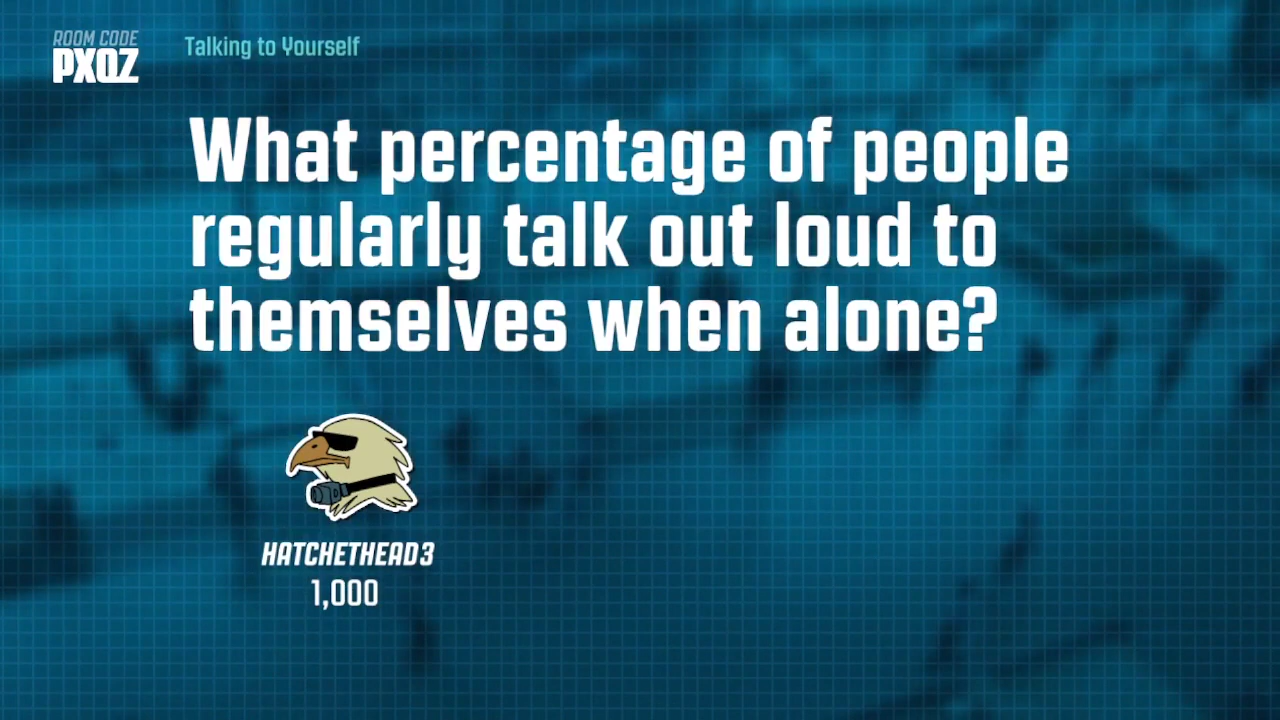 ROOM CODE
PXQZ
Talking to Yourself
What percentage of people
regularly talk out loud to
themselves when alone?
HATCHETHEAD3
1,000